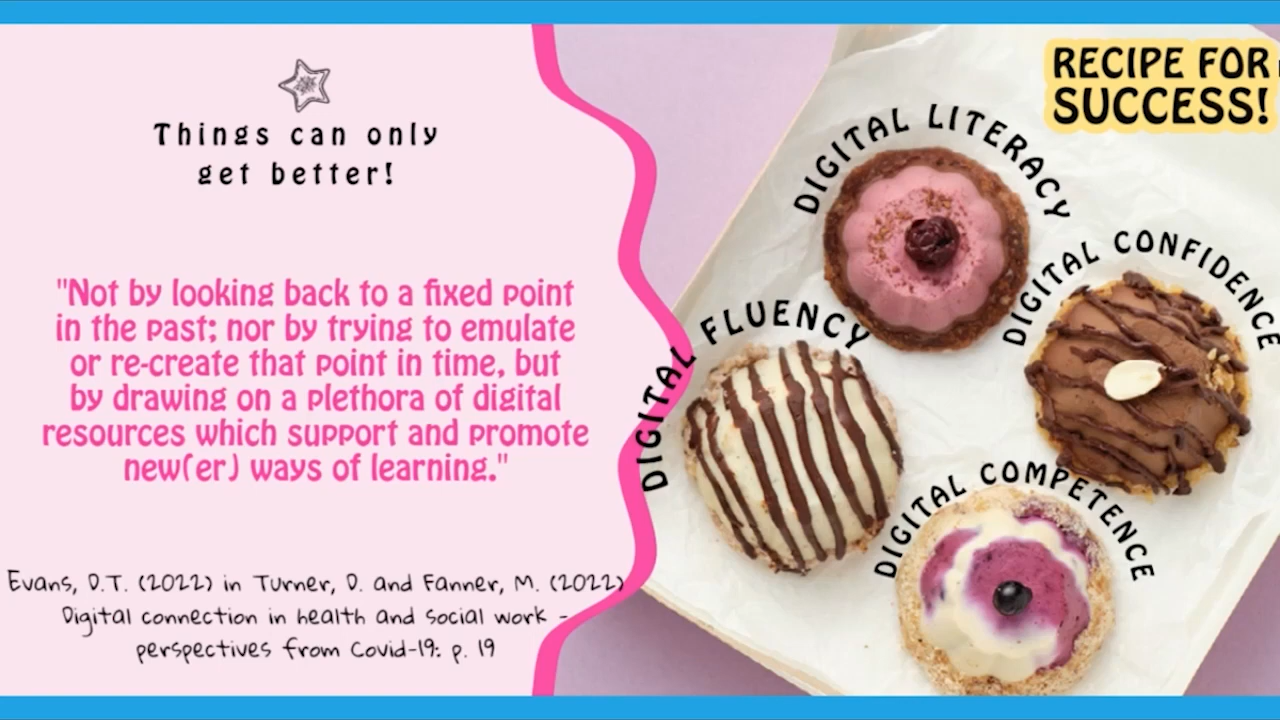 Things can only
get better!
"Not by looking back to a fixed point
in the past; nor by trying to emulate
or re-create that point in time, but
by drawing on a plethora of digital
resources which support and promote
new(er) ways of learning."
Evans, D.T. (2022) in Turner, D. and Fanner, M. (2022)
Digital connection in health and social work -
perspectives from Covid-19: p. 19
RECIPE FOR
SUCCESS!
DIGITAL LITERACY
DIGITAL CONFIDENCE
DIGITAL FLUENCY
DIGITAL COMPETENCE